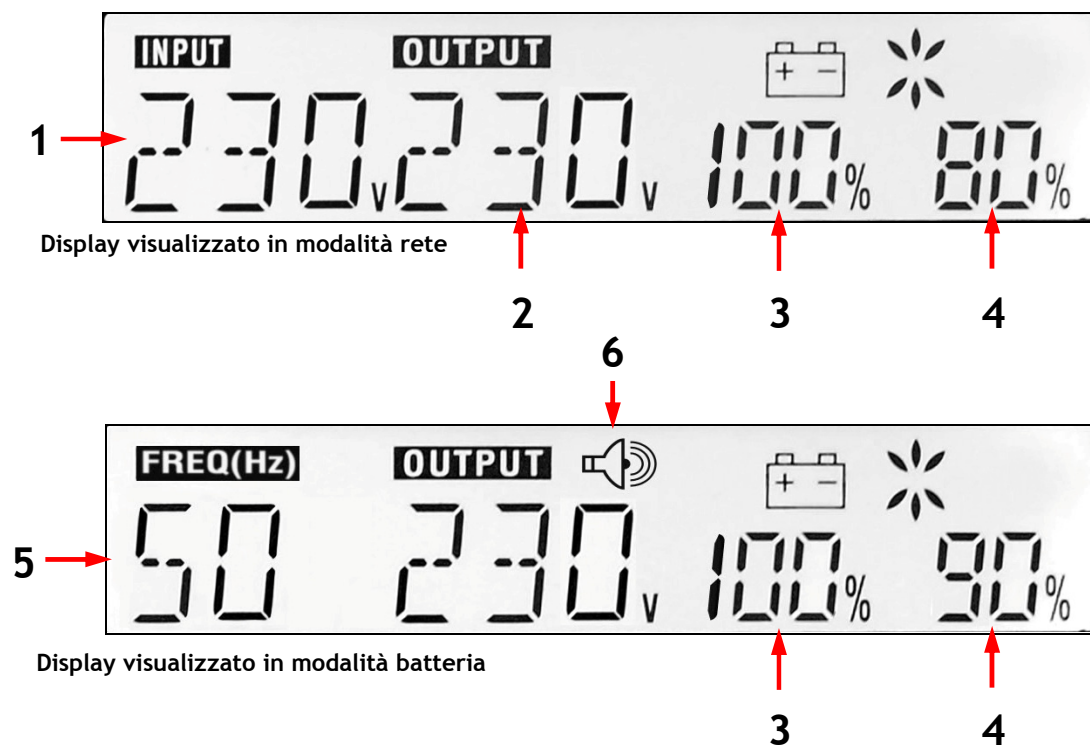 INPUT OUTPUT
1 230V 230V 100% 80%
Display visualizzato in modalità rete
2 3 4
6
FREQ(Hz) OUTPUT
5 50 230V 100% 90%
Display visualizzato in modalità batteria
3 4